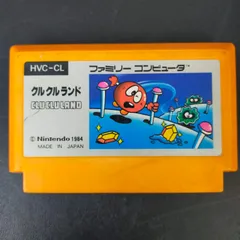 HVC-CL
ファミリーコンピュータ
クルクルランド
CLU CLU LAND
© Nintendo 1984
MADE IN JAPAN